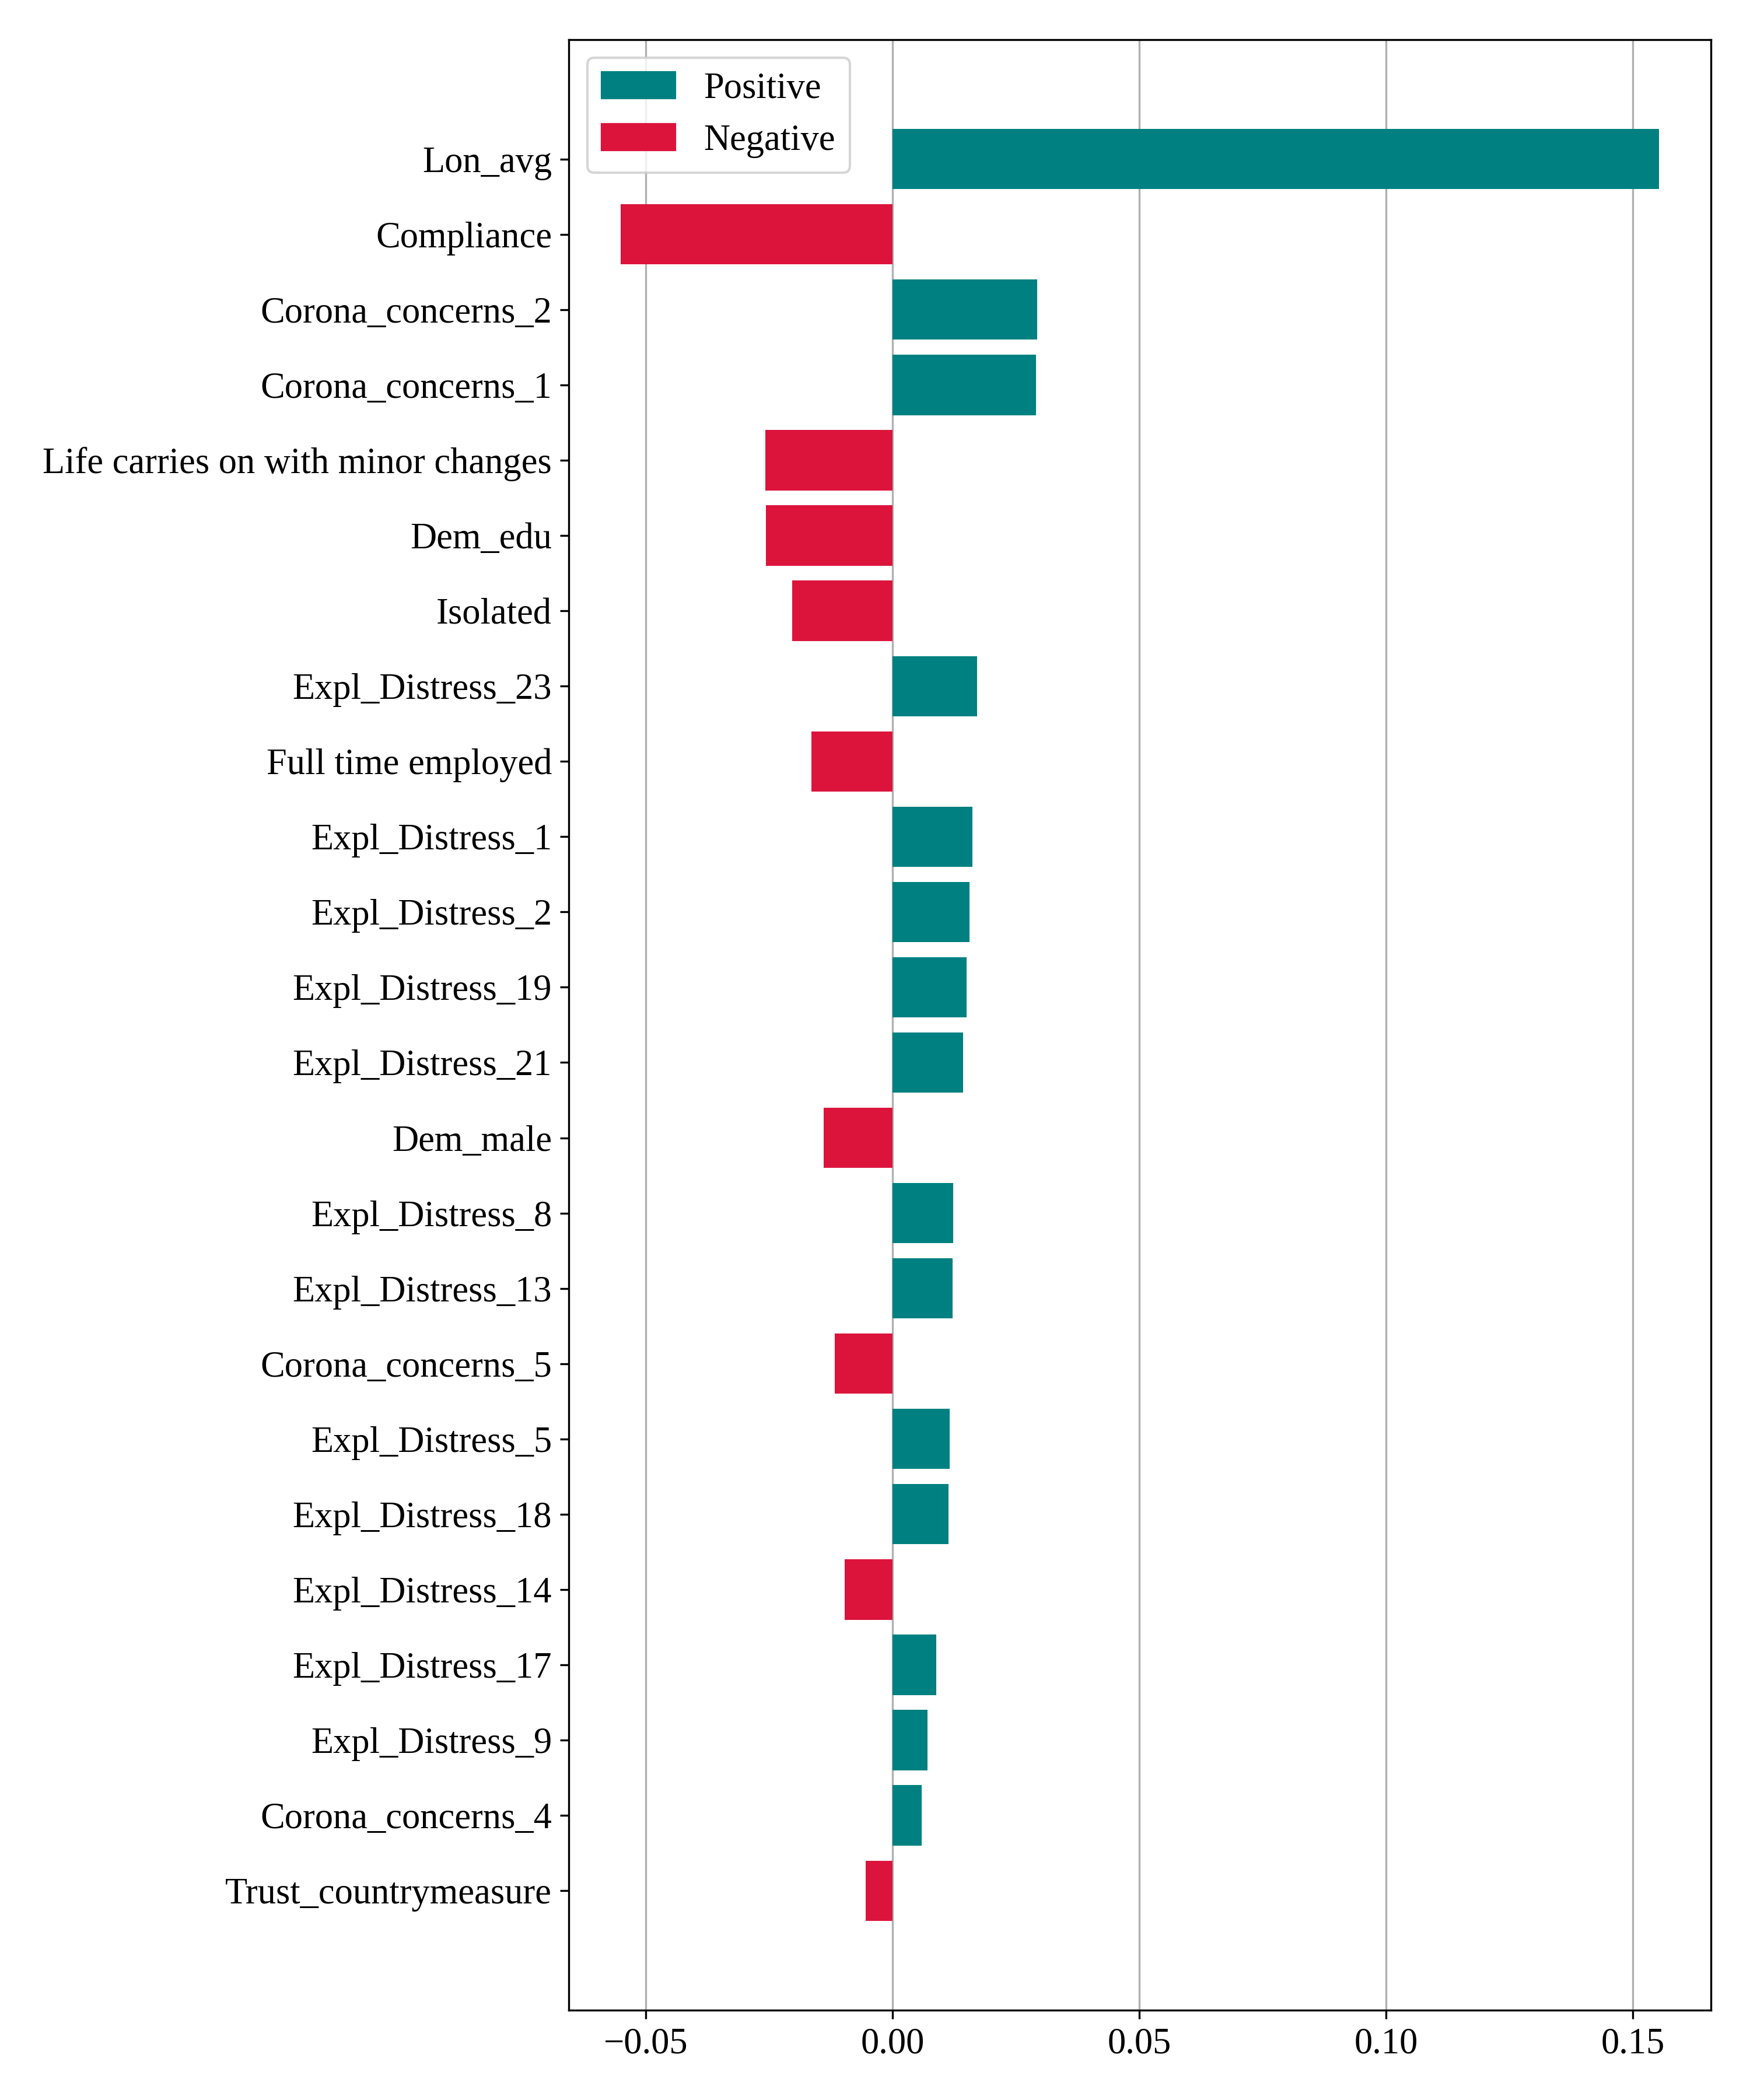 Positive
Negative
Lon_avg
Compliance
Corona_concerns_2
Corona_concerns_1
Life carries on with minor changes
Dem_edu
Isolated
Expl_Distress_23
Full time employed
Expl_Distress_1
Expl_Distress_2
Expl_Distress_19
Expl_Distress_21
Dem_male
Expl_Distress_8
Expl_Distress_13
Corona_concerns_5
Expl_Distress_5
Expl_Distress_18
Expl_Distress_14
Expl_Distress_17
Expl_Distress_9
Corona_concerns_4
Trust_countrymeasure
−0.05 0.00 0.05 0.10 0.15